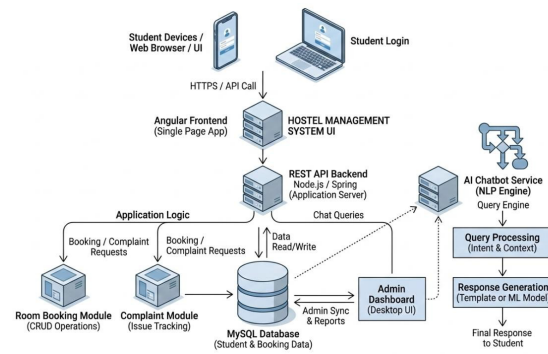 Student Devices /
Web Browser / UI
Student Login
HTTPS / API Call
Angular Frontend
(Single Page App)
HOSTEL MANAGEMENT
SYSTEM UI
REST API Backend
Node.js / Spring
(Application Server)
AI Chatbot Service
(NLP Engine)
Query Engine
Application Logic
Chat Queries
Booking / Complaint
Requests
Booking /
Complaint Requests
Data
Read/Write
Query Processing
(Intent & Context)
Response Generation
(Template or ML Model)
Room Booking Module
(CRUD Operations)
Complaint Module
(Issue Tracking)
MySQL Database
(Student & Booking Data)
Admin Sync
& Reports
Admin
Dashboard
(Desktop UI)
Final Response
to Student